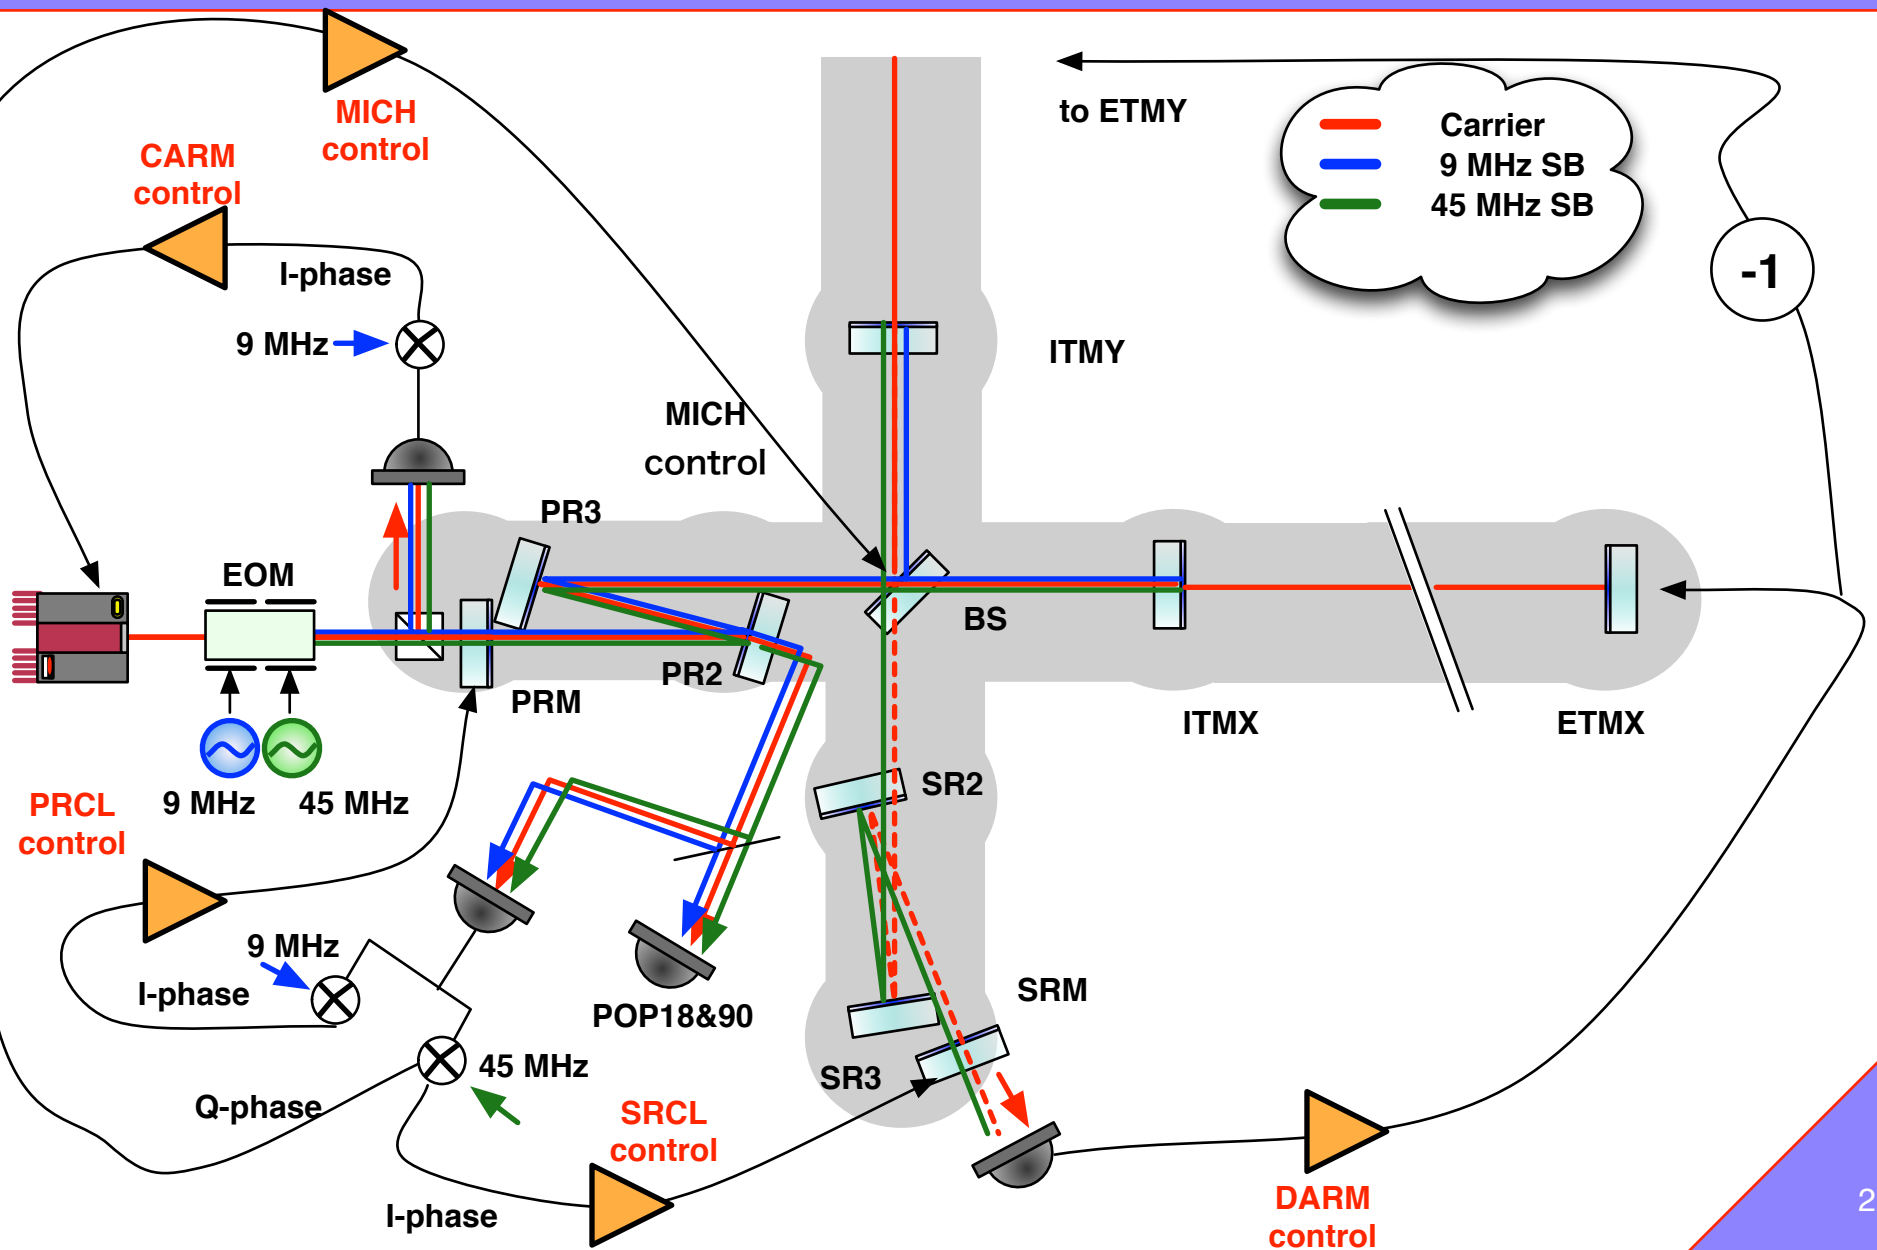 MICH
control
CARM
control
I-phase
9 MHz
to ETMY
Carrier
9 MHz SB
45 MHz SB
-1
ITMY
MICH
control
PR3
EOM
BS
PR2
PRM
ITMX
ETMX
9 MHz
45 MHz
PRCL
control
SR2
9 MHz
I-phase
POP18&90
SRM
45 MHz
SR3
Q-phase
SRCL
control
I-phase
DARM
control
2